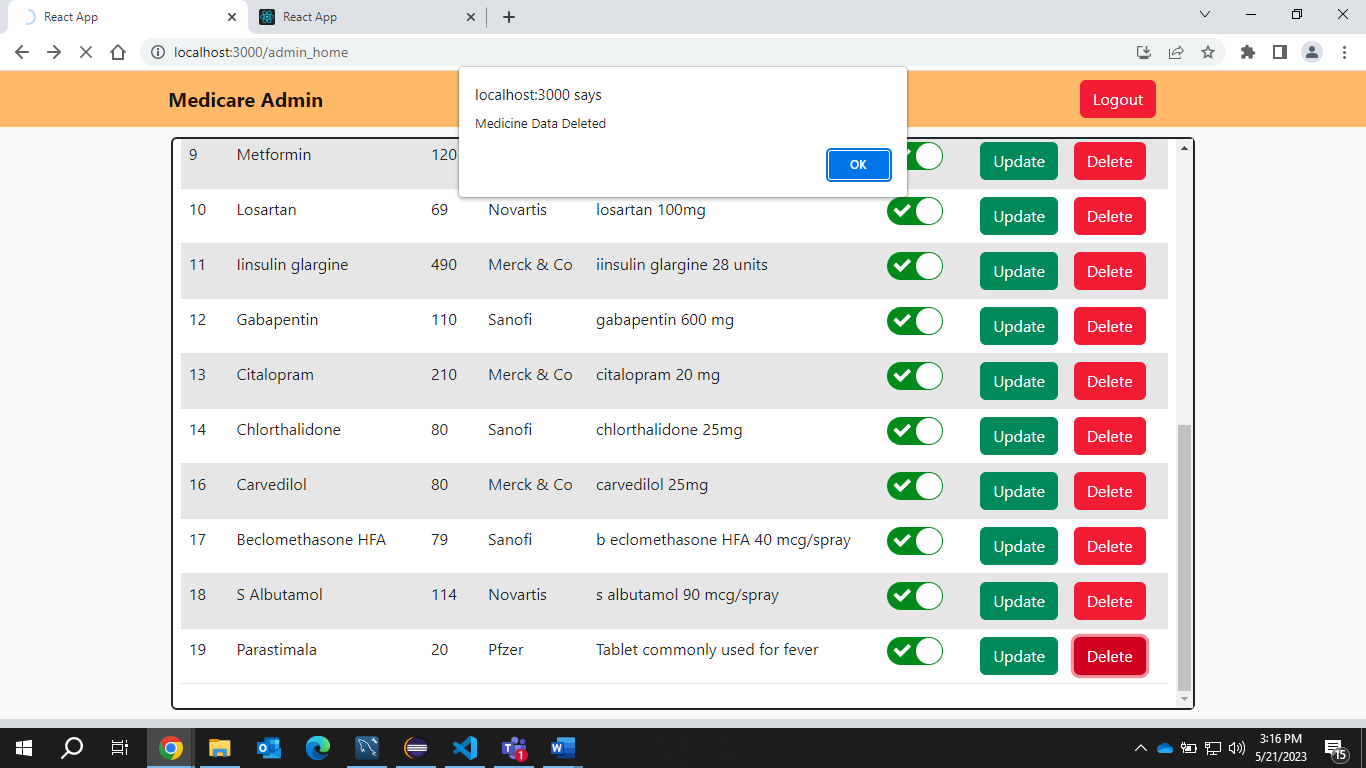 React App
React App
localhost:3000/admin_home
localhost:3000 says
Medicine Data Deleted
OK
Medicare Admin
Logout
9 Metformin 120 Update Delete
10 Losartan 69 Novartis losartan 100mg Update Delete
11 Iinsulin glargine 490 Merck & Co iinsulin glargine 28 units Update Delete
12 Gabapentin 110 Sanofi gabapentin 600 mg Update Delete
13 Citalopram 210 Merck & Co citalopram 20 mg Update Delete
14 Chlorthalidone 80 Sanofi chlorthalidone 25mg Update Delete
16 Carvedilol 80 Merck & Co carvedilol 25mg Update Delete
17 Beclomethasone HFA 79 Sanofi b eclomethasone HFA 40 mcg/spray Update Delete
18 S Albutamol 114 Novartis s albutamol 90 mcg/spray Update Delete
19 Parastimala 20 Pfzer Tablet commonly used for fever Update Delete
3:16 PM
5/21/2023
1
15